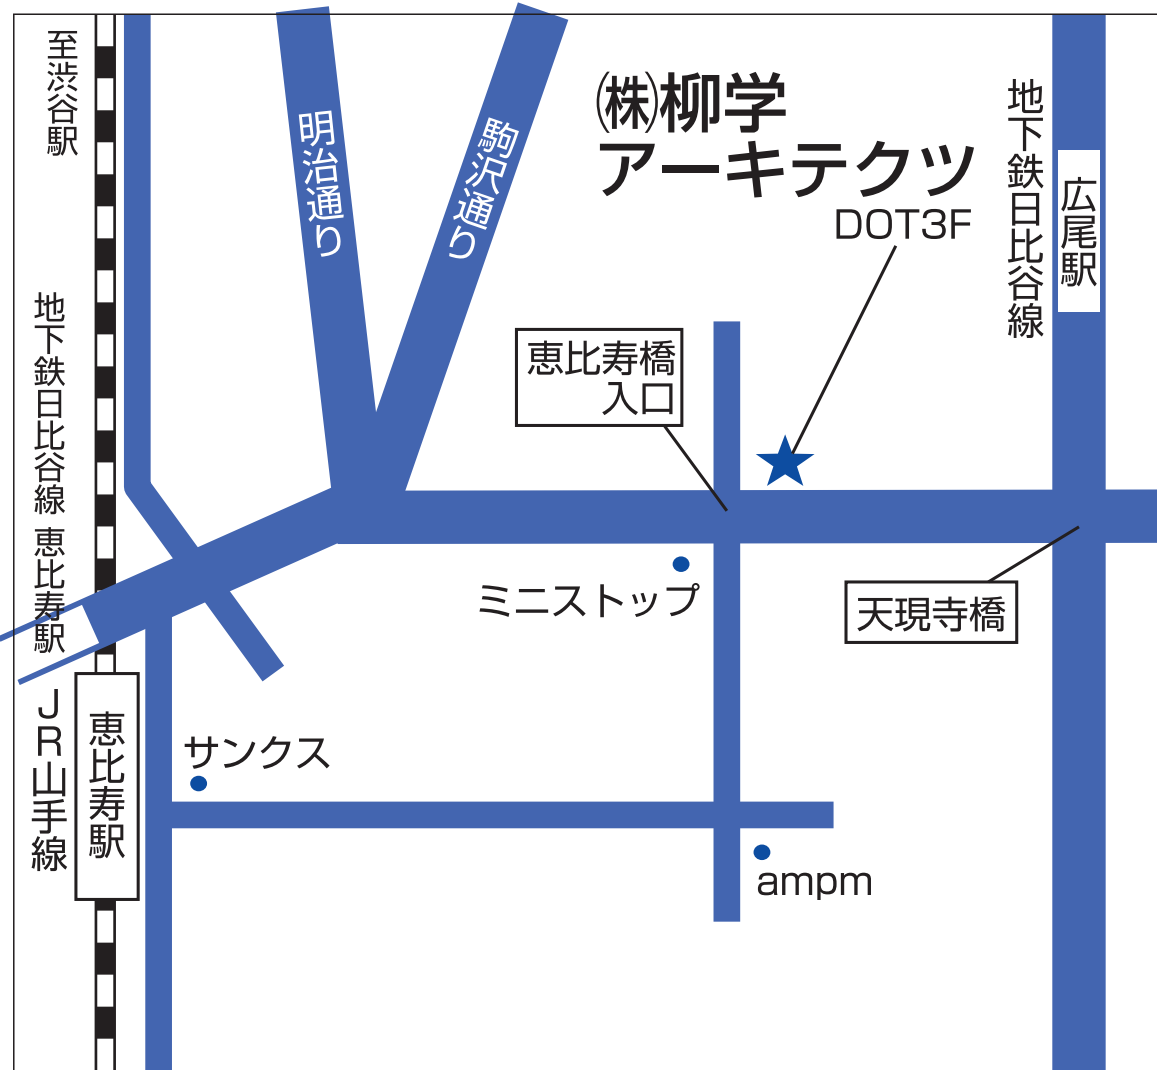 至渋谷駅
明治通り
駒沢通り
㈱柳学
アーキテクツ
DOT3F
地下鉄日比谷線
広尾駅
地下鉄日比谷線 恵比寿駅
恵比寿橋
入口
ミニストップ
天現寺橋
JR山手線
恵比寿駅
サンクス
ampm